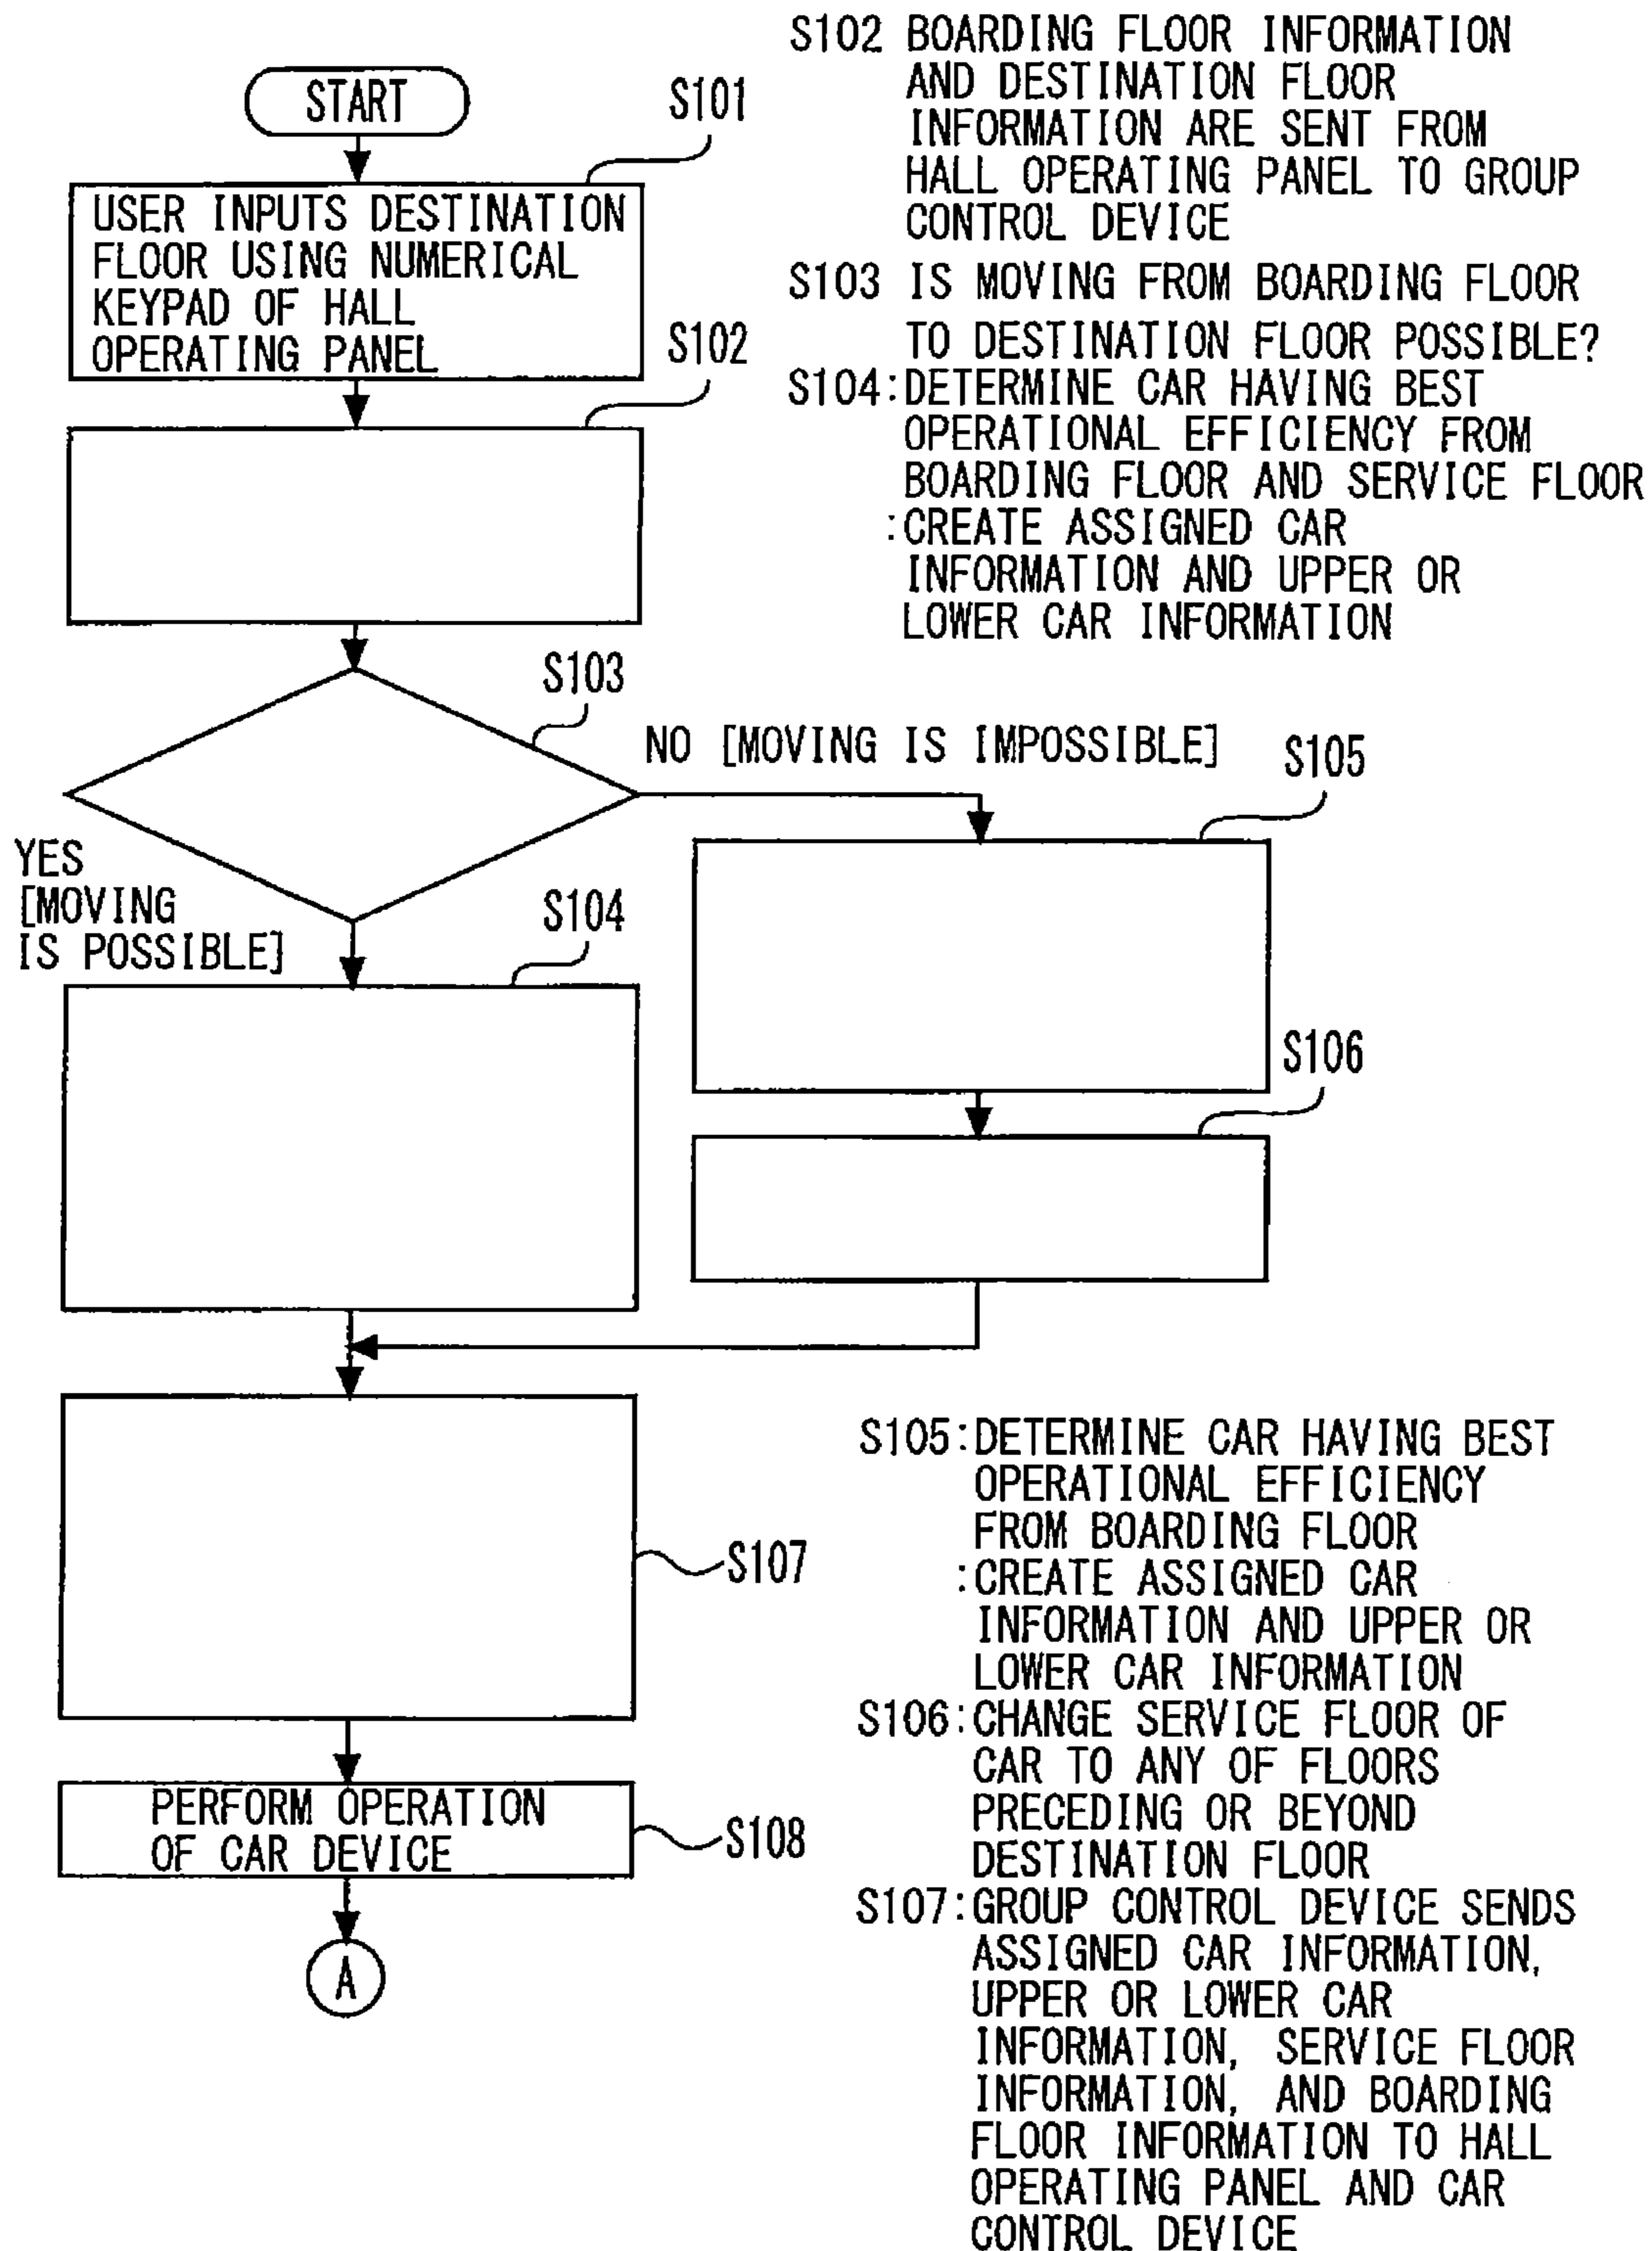 START
S101
USER INPUTS DESTINATION
FLOOR USING NUMERICAL
KEYPAD OF HALL
OPERATING PANEL
S102
S103
NO [MOVING IS IMPOSSIBLE]
S105
YES
[MOVING
IS POSSIBLE]
S104
S106
S107
PERFORM OPERATION
OF CAR DEVICE
S108
A
S102 BOARDING FLOOR INFORMATION
AND DESTINATION FLOOR
INFORMATION ARE SENT FROM
HALL OPERATING PANEL TO GROUP
CONTROL DEVICE
S103 IS MOVING FROM BOARDING FLOOR
TO DESTINATION FLOOR POSSIBLE?
S104:DETERMINE CAR HAVING BEST
OPERATIONAL EFFICIENCY FROM
BOARDING FLOOR AND SERVICE FLOOR
:CREATE ASSIGNED CAR
INFORMATION AND UPPER OR
LOWER CAR INFORMATION
S105:DETERMINE CAR HAVING BEST
OPERATIONAL EFFICIENCY
FROM BOARDING FLOOR
:CREATE ASSIGNED CAR
INFORMATION AND UPPER OR
LOWER CAR INFORMATION
S106:CHANGE SERVICE FLOOR OF
CAR TO ANY OF FLOORS
PRECEDING OR BEYOND
DESTINATION FLOOR
S107:GROUP CONTROL DEVICE SENDS
ASSIGNED CAR INFORMATION,
UPPER OR LOWER CAR
INFORMATION, SERVICE FLOOR
INFORMATION, AND BOARDING
FLOOR INFORMATION TO HALL
OPERATING PANEL AND CAR
CONTROL DEVICE